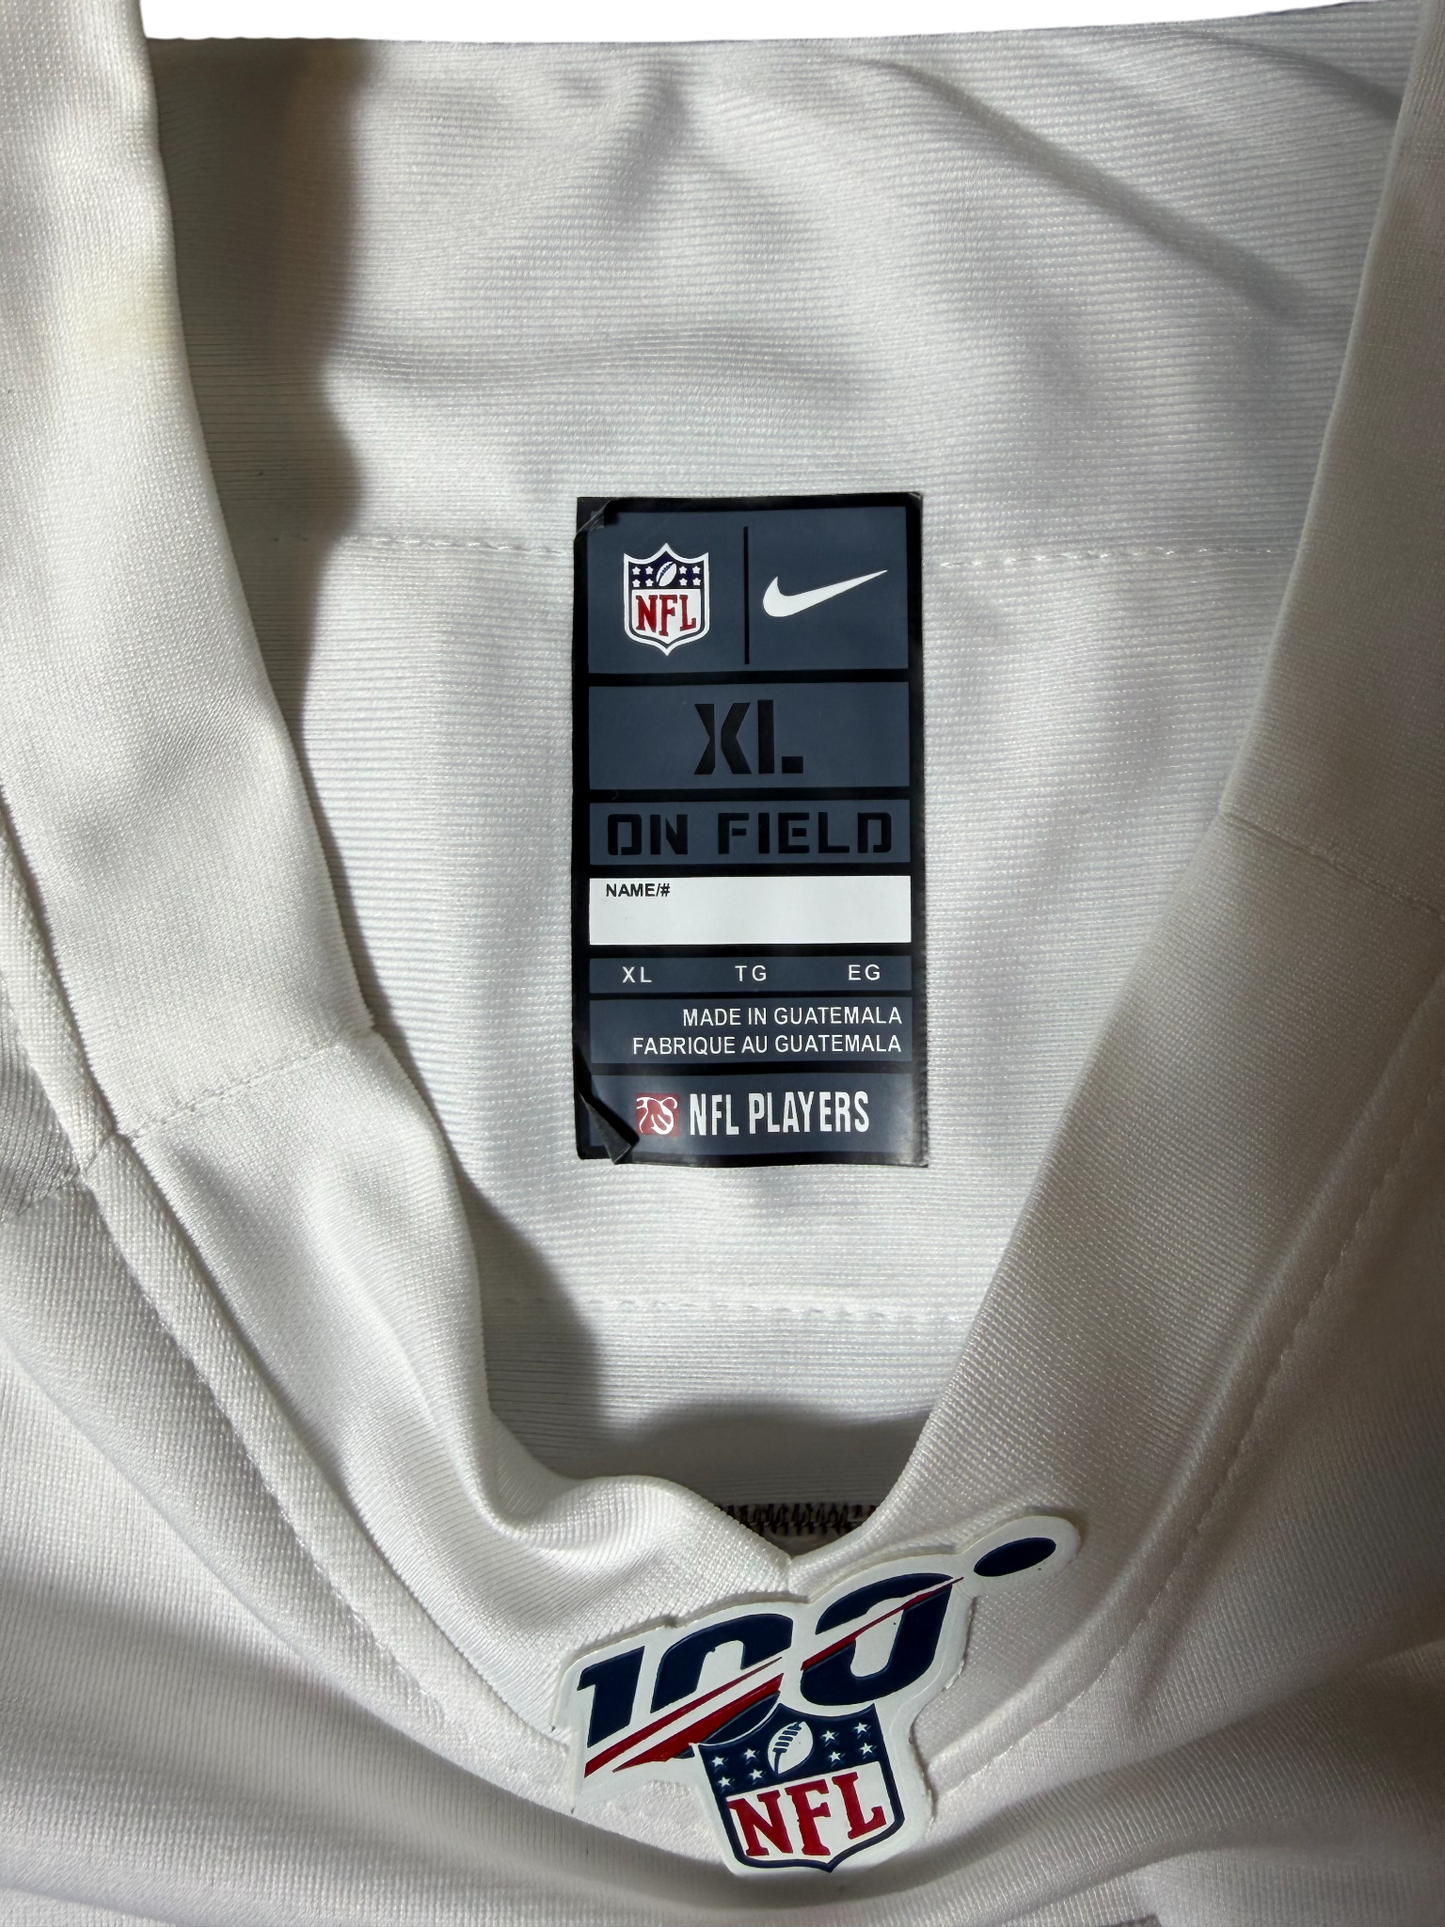 NFL
XL
ON FIELD
NAME/#
XL TG EG
MADE IN GUATEMALA
FABRIQUE AU GUATEMALA
NFL PLAYERS
100
NFL